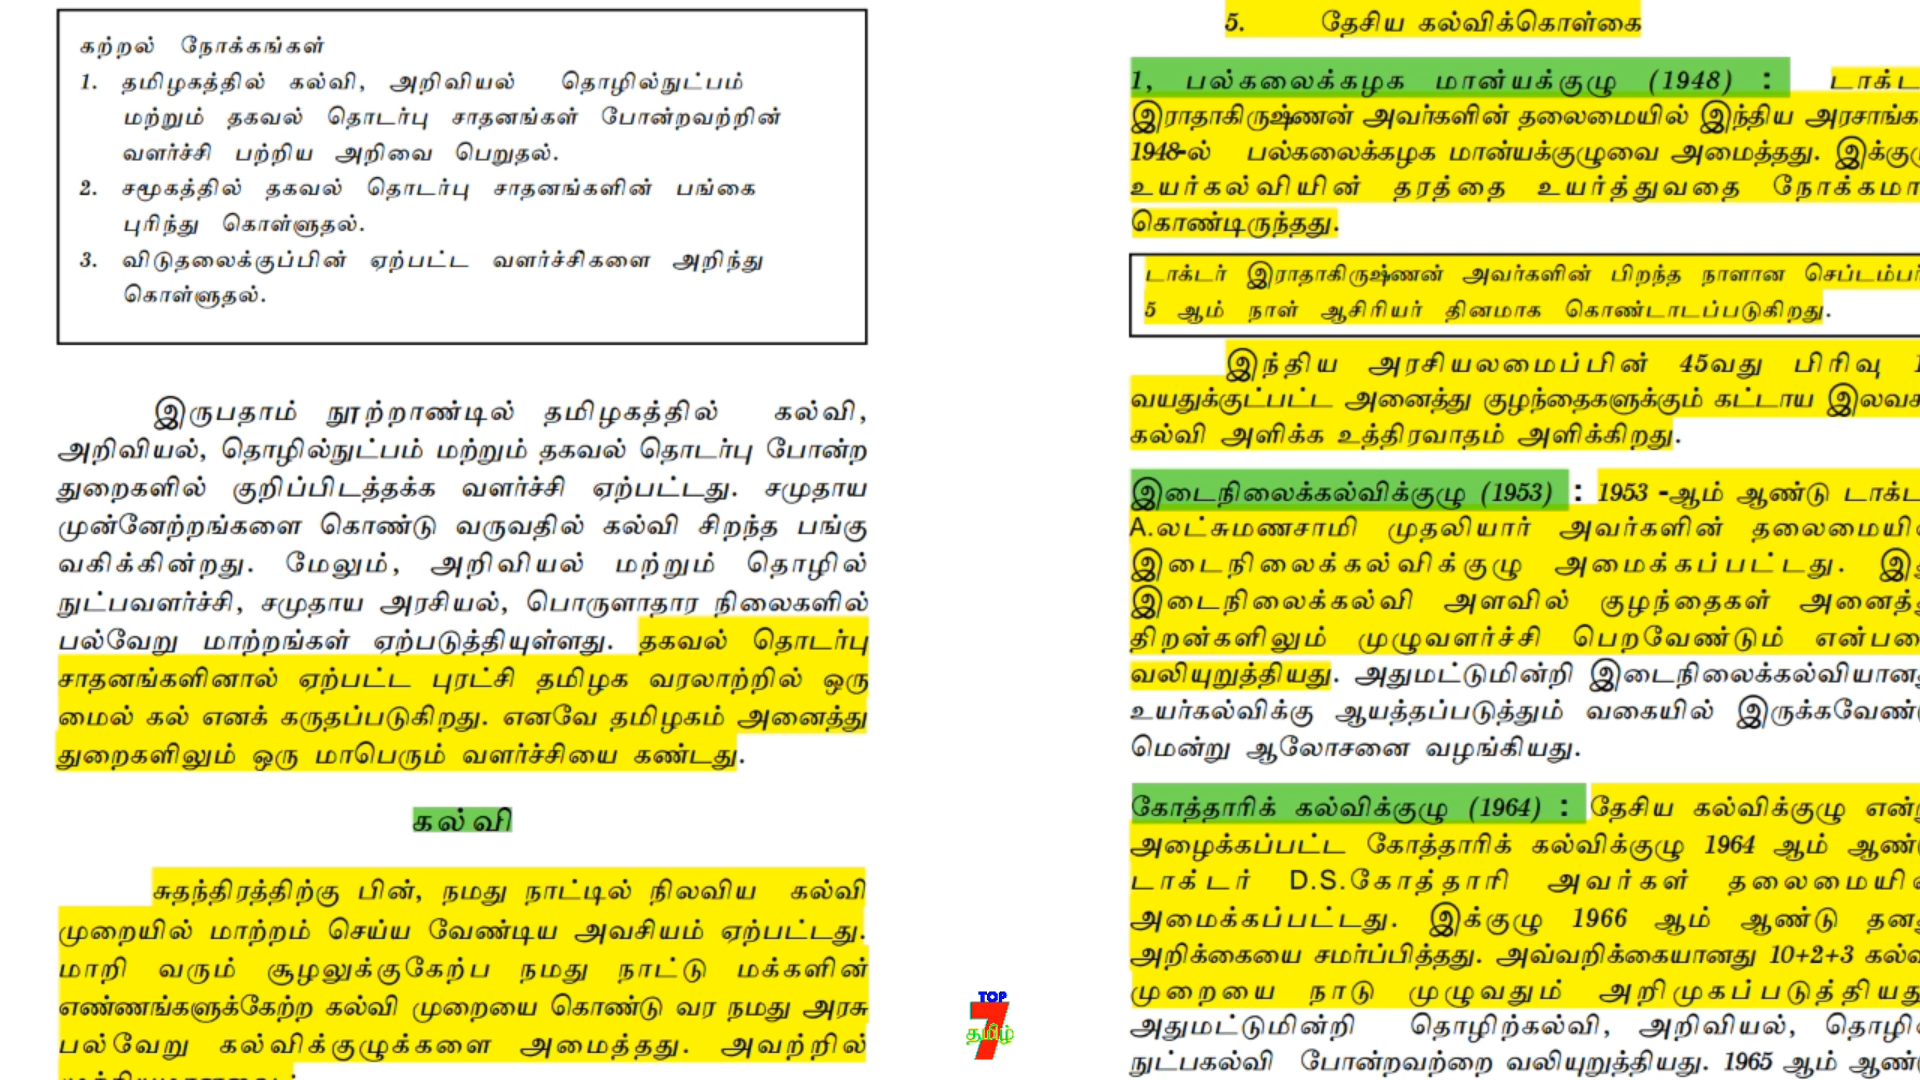 கற்றல் நோக்கங்கள்
1. தமிழகத்தில் கல்வி, அறிவியல் தொழில்நுட்பம்
மற்றும் தகவல் தொடர்பு சாதனங்கள் போன்றவற்றின்
வளர்ச்சி பற்றிய அறிவை பெறுதல்.
2. சமூகத்தில் தகவல் தொடர்பு சாதனங்களின் பங்கை
புரிந்து கொள்ளுதல்.
3. விடுதலைக்குப்பின் ஏற்பட்ட வளர்ச்சிகளை அறிந்து
கொள்ளுதல்.
இருபதாம் நூற்றாண்டில் தமிழகத்தில் கல்வி,
அறிவியல், தொழில்நுட்பம் மற்றும் தகவல் தொடர்பு போன்ற
துறைகளில் குறிப்பிடத்தக்க வளர்ச்சி ஏற்பட்டது. சமுதாய
முன்னேற்றங்களை கொண்டு வருவதில் கல்வி சிறந்த பங்கு
வகிக்கின்றது. மேலும், அறிவியல் மற்றும் தொழில்
நுட்பவளர்ச்சி, சமுதாய அரசியல், பொருளாதார நிலைகளில்
பல்வேறு மாற்றங்கள் ஏற்படுத்தியுள்ளது. தகவல் தொடர்பு
சாதனங்களினால் ஏற்பட்ட புரட்சி தமிழக வரலாற்றில் ஒரு
மைல் கல் எனக் கருதப்படுகிறது. எனவே தமிழகம் அனைத்து
துறைகளிலும் ஒரு மாபெரும் வளர்ச்சியை கண்டது.
கல்வி
சுதந்திரத்திற்கு பின், நமது நாட்டில் நிலவிய கல்வி
முறையில் மாற்றம் செய்ய வேண்டிய அவசியம் ஏற்பட்டது.
மாறி வரும் சூழலுக்குகேற்ப நமது நாட்டு மக்களின்
எண்ணங்களுக்கேற்ற கல்வி முறையை கொண்டு வர நமது அரசு
பல்வேறு கல்விக்குழுக்களை அமைத்தது. அவற்றில்
5. தேசிய கல்விக்கொள்கை
1, பல்கலைக்கழக மான்யக்குழு (1948) :
இராதாகிருஷ்ணன் அவர்களின் தலைமையில் இந்திய
1948-ல் பல்கலைக்கழக மான்யக்குழுவை அமைத்தது.
உயர்கல்வியின் தரத்தை உயர்த்துவதை
கொண்டிருந்தது.
டாக்டர் இராதாகிருஷ்ணன் அவர்களின் பிறந்த நாளான
5 ஆம் நாள் ஆசிரியர் தினமாக கொண்டாடப்படுகிறது.
இந்திய அரசியலமைப்பின் 45வது பிரிவு
வயதுக்குட்பட்ட அனைத்து குழந்தைகளுக்கும் கட்டாய
கல்வி அளிக்க உத்திரவாதம் அளிக்கிறது.
இடைநிலைக்கல்விக்குழு (1953) : 1953 -ஆம் ஆண்டு
A.லட்சுமணசாமி முதலியார் அவர்களின்
இடைநிலைக்கல்விக்குழு அமைக்கப்பட்டது.
இடைநிலைக்கல்வி அளவில் குழந்தைகள்
திறன்களிலும் முழுவளர்ச்சி பெறவேண்டும்
வலியுறுத்தியது. அதுமட்டுமின்றி
உயர்கல்விக்கு ஆயத்தப்படுத்தும் வகையில்
மென்று ஆலோசனை வழங்கியது.
கோத்தாரிக் கல்விக்குழு (1964) : தேசிய கல்விக்குழு
அழைக்கப்பட்ட கோத்தாரிக் கல்விக்குழு 1964 ஆம்
டாக்டர் D.S.கோத்தாரி அவர்கள்
அமைக்கப்பட்டது. இக்குழு 1966 ஆம் ஆண்டு
அறிக்கையை சமர்ப்பித்தது. அவ்வறிக்கையானது 10+2+3
முறையை நாடு முழுவதும்
அதுமட்டுமின்றி தொழிற்கல்வி, அறிவியல்,
நுட்பகல்வி போன்றவற்றை வலியுறுத்தியது. 1965 ஆம்
TOP
7
தமிழ்